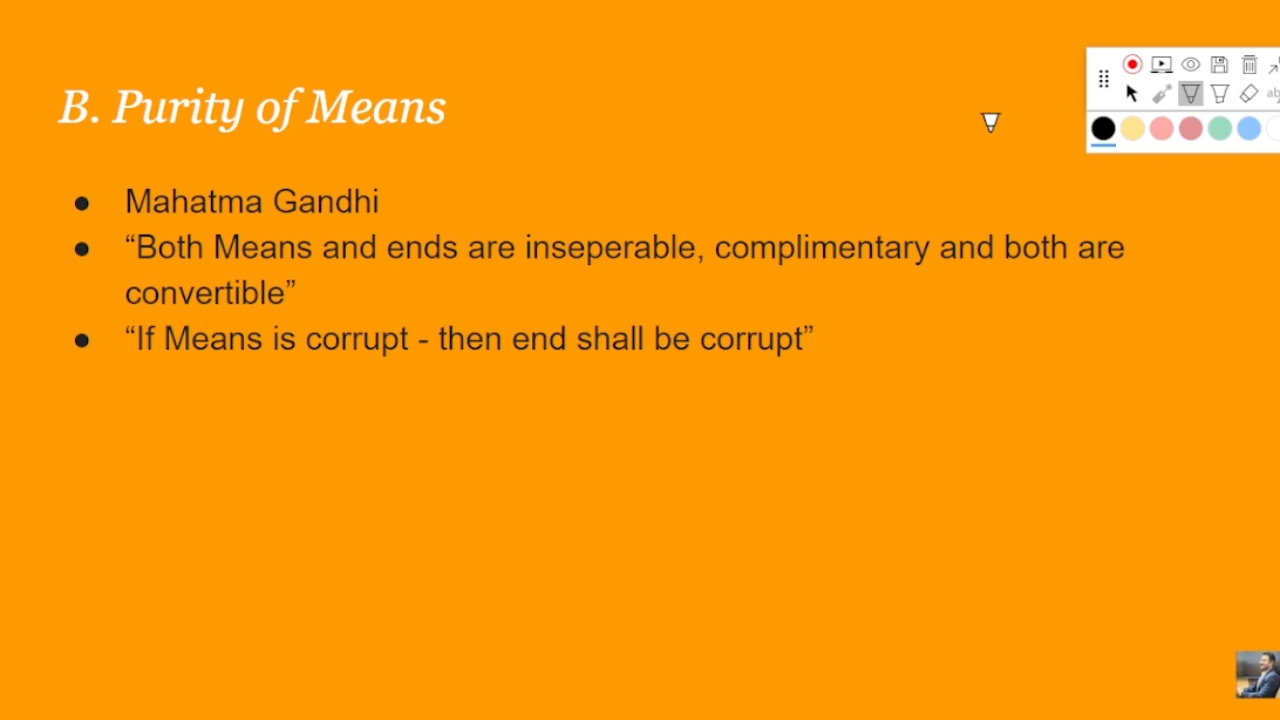 B. Purity of Means
● Mahatma Gandhi
● “Both Means and ends are inseperable, complimentary and both are
convertible”
● “If Means is corrupt - then end shall be corrupt”
ab